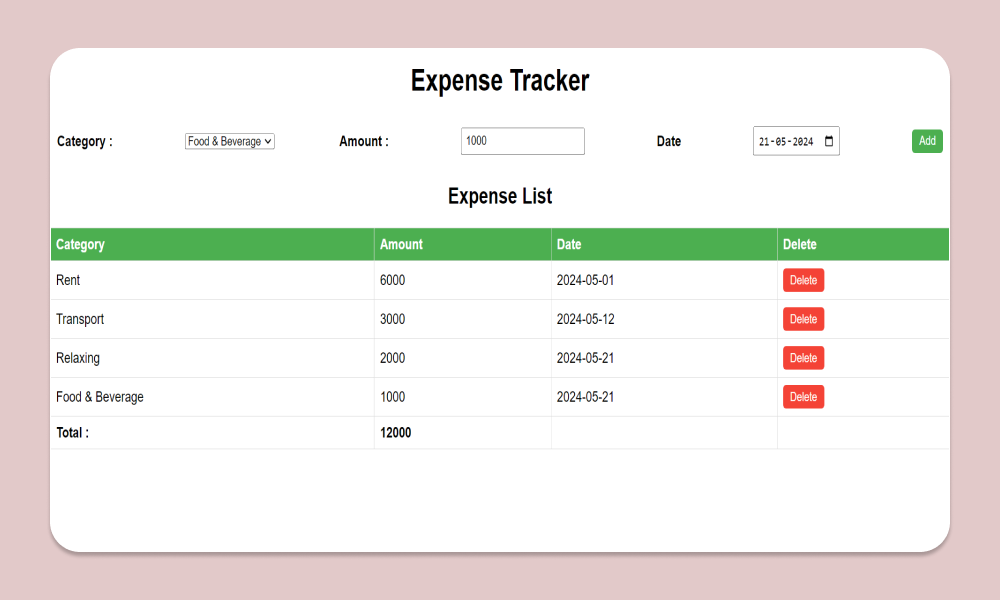 Expense Tracker
Category : Food & Beverage Amount : 1000 Date 21-05-2024 Add
Expense List
Category Amount Date Delete
Rent 6000 2024-05-01 Delete
Transport 3000 2024-05-12 Delete
Relaxing 2000 2024-05-21 Delete
Food & Beverage 1000 2024-05-21 Delete
Total : 12000